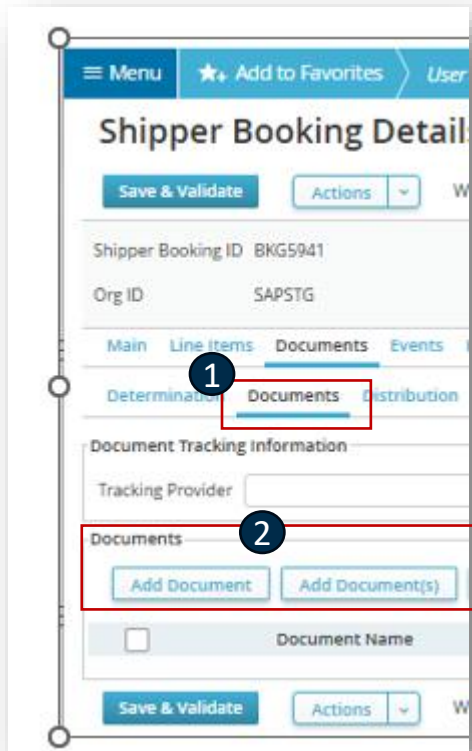 ≡ Menu ★+ Add to Favorites User
Shipper Booking Detail
Save & Validate Actions W
Shipper Booking ID BKG5941
Org ID SAPSTG
Main Line Items Documents Events
1
Determination Documents Distribution
Document Tracking Information
Tracking Provider
Documents
2
Add Document Add Document(s)
Document Name
Save & Validate Actions W